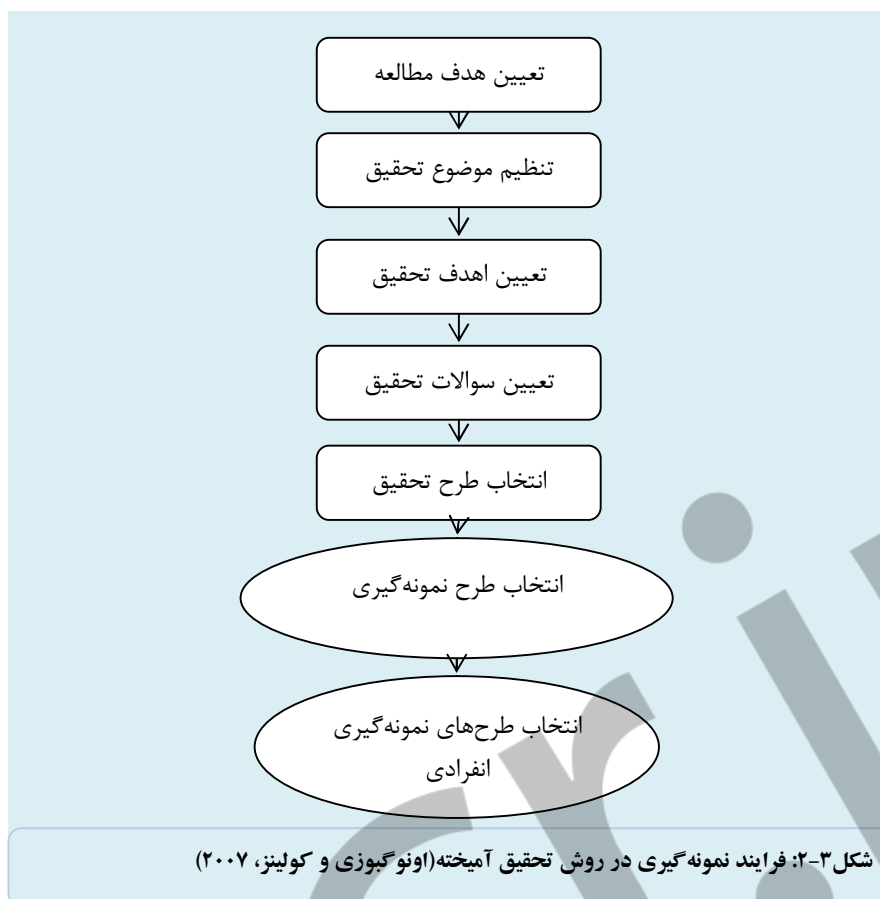 تعیین هدف مطالعه
تنظیم موضوع تحقیق
تعیین اهدف تحقیق
تعیین سوالات تحقیق
انتخاب طرح تحقیق
انتخاب طرح نمونه‌گیری
انتخاب طرح‌های نمونه‌گیری
انفرادی
شکل۳-۲: فرایند نمونه‌گیری در روش تحقیق آمیخته(اونوگبوزی و کولینز، ۲۰۰۷)